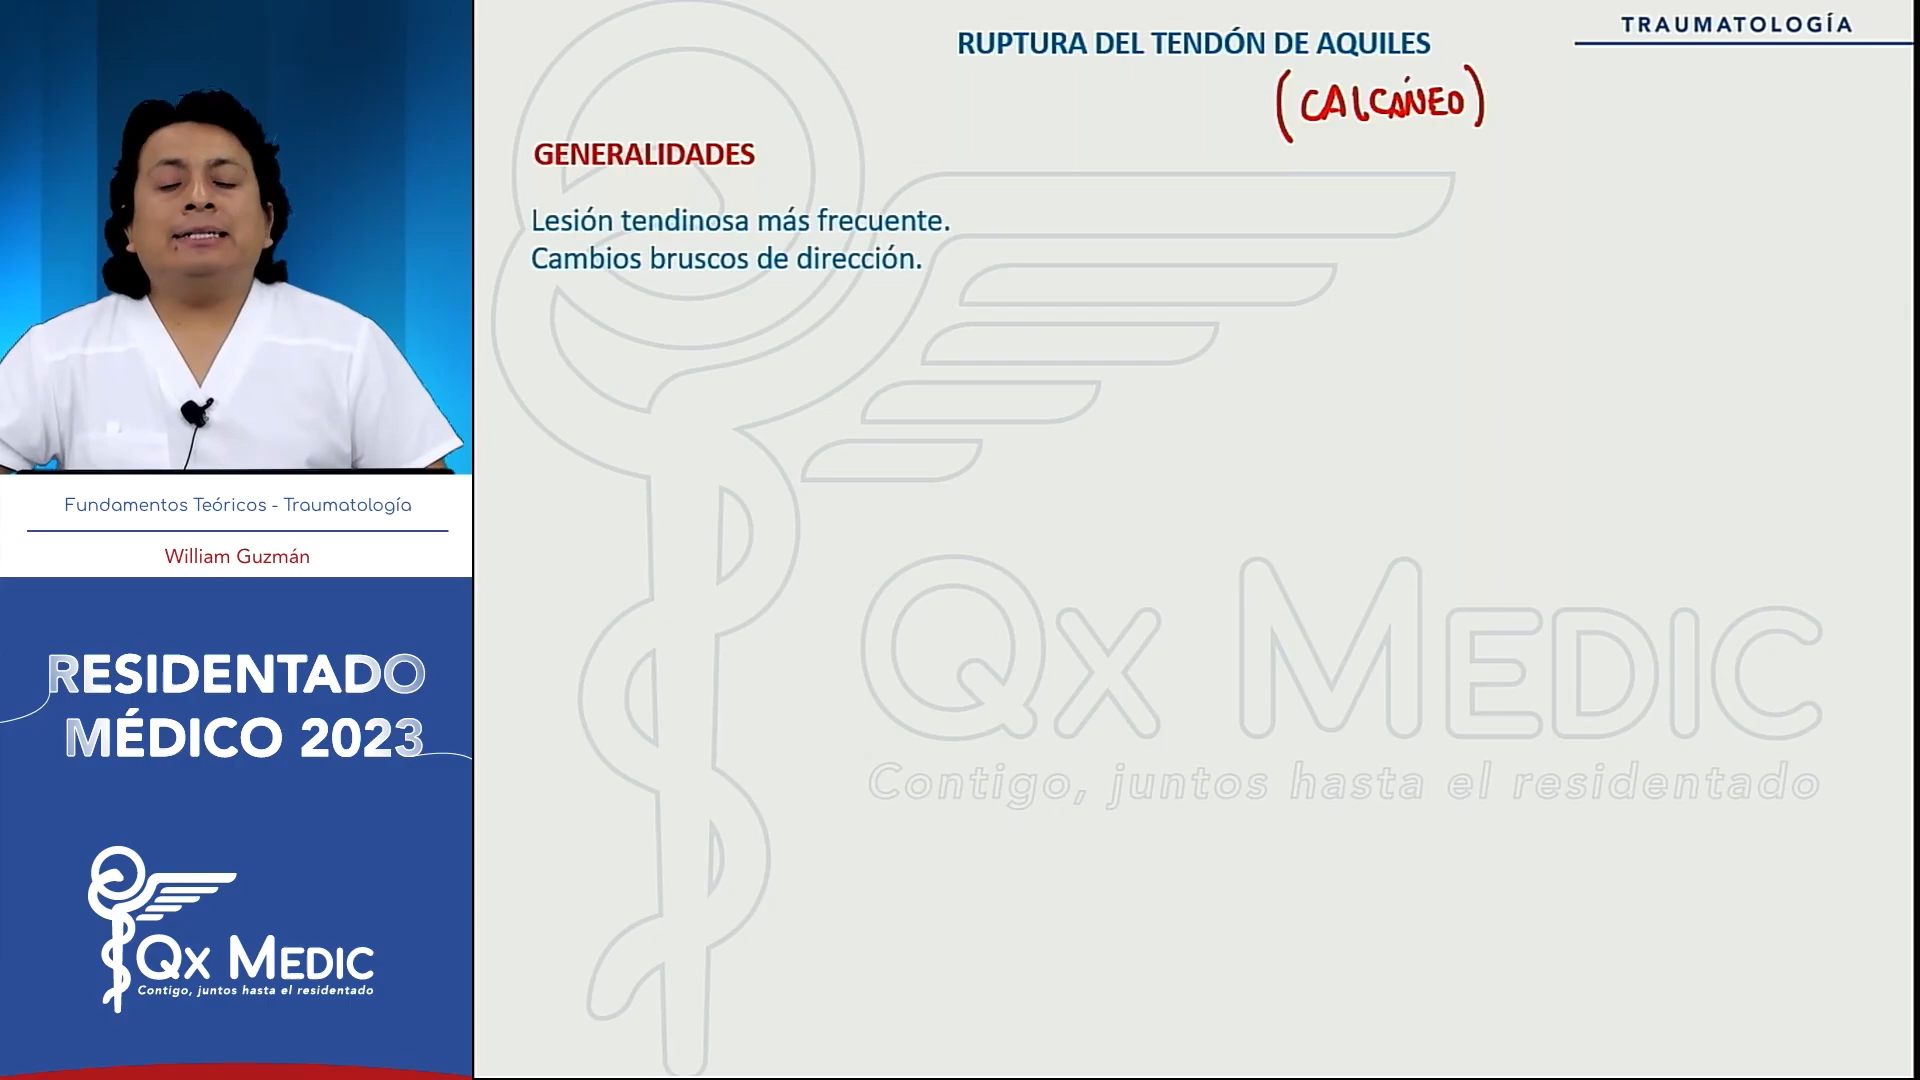 TRAUMATOLOGÍA
RUPTURA DEL TENDÓN DE AQUILES
(CALCÁNEO)
GENERALIDADES
Lesión tendinosa más frecuente.
Cambios bruscos de dirección.
Fundamentos Teóricos - Traumatología
William Guzmán
RESIDENTADO
MÉDICO 2023
Qx MEDIC
Contigo, juntos hasta el residentado
Qx MEDIC
Contigo, juntos hasta el residentado